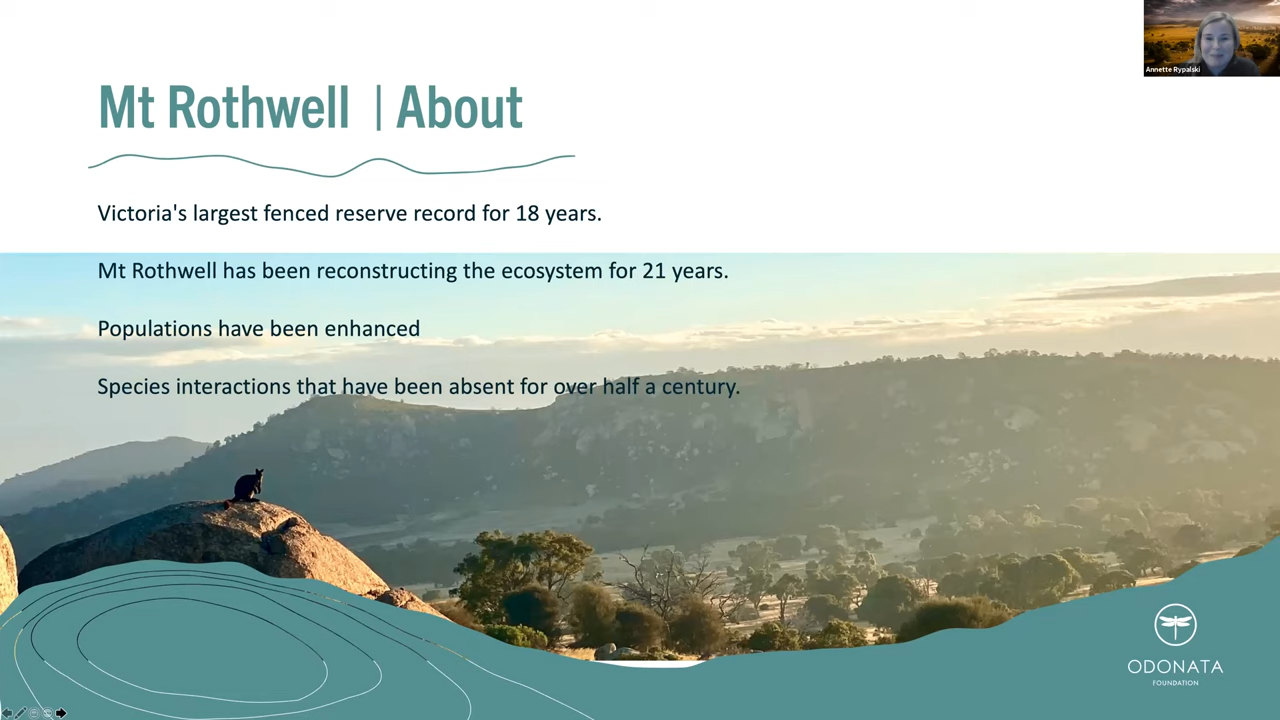 Annette Rypalski
Mt Rothwell | About
Victoria's largest fenced reserve record for 18 years.
Mt Rothwell has been reconstructing the ecosystem for 21 years.
Populations have been enhanced
Species interactions that have been absent for over half a century.
ODONATA
FOUNDATION